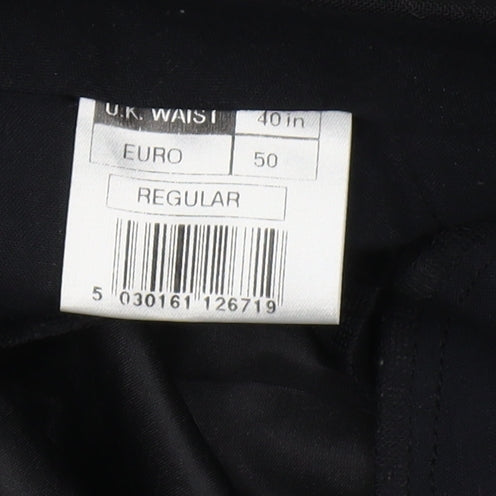 U.K. WAIST 40 in
EURO 50
REGULAR
5 030161 126719